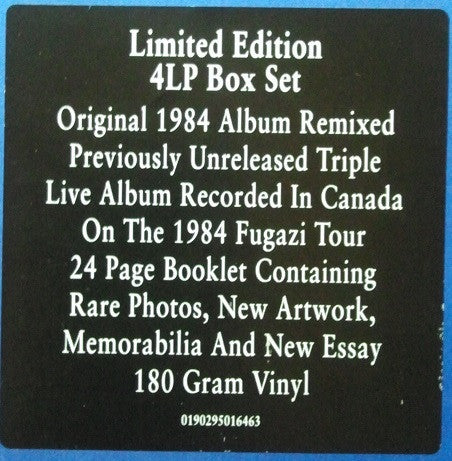 Limited Edition
4LP Box Set
Original 1984 Album Remixed
Previously Unreleased Triple
Live Album Recorded In Canada
On The 1984 Fugazi Tour
24 Page Booklet Containing
Rare Photos, New Artwork,
Memorabilia And New Essay
180 Gram Vinyl
0190295016463